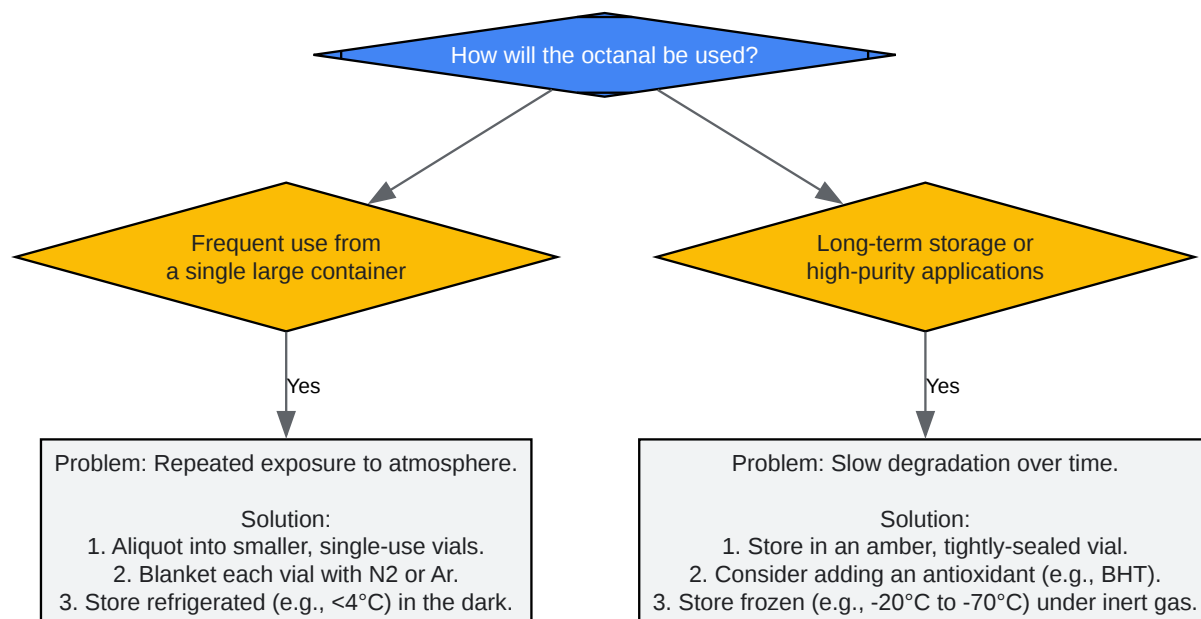 How will the octanal be used?
Frequent use from
a single large container
Long-term storage or
high-purity applications
Yes
Yes
Problem: Repeated exposure to atmosphere.
Solution:
1. Aliquot into smaller, single-use vials.
2. Blanket each vial with N2 or Ar.
3. Store refrigerated (e.g., <4°C) in the dark.
Problem: Slow degradation over time.
Solution:
1. Store in an amber, tightly-sealed vial.
2. Consider adding an antioxidant (e.g., BHT).
3. Store frozen (e.g., -20°C to -70°C) under inert gas.